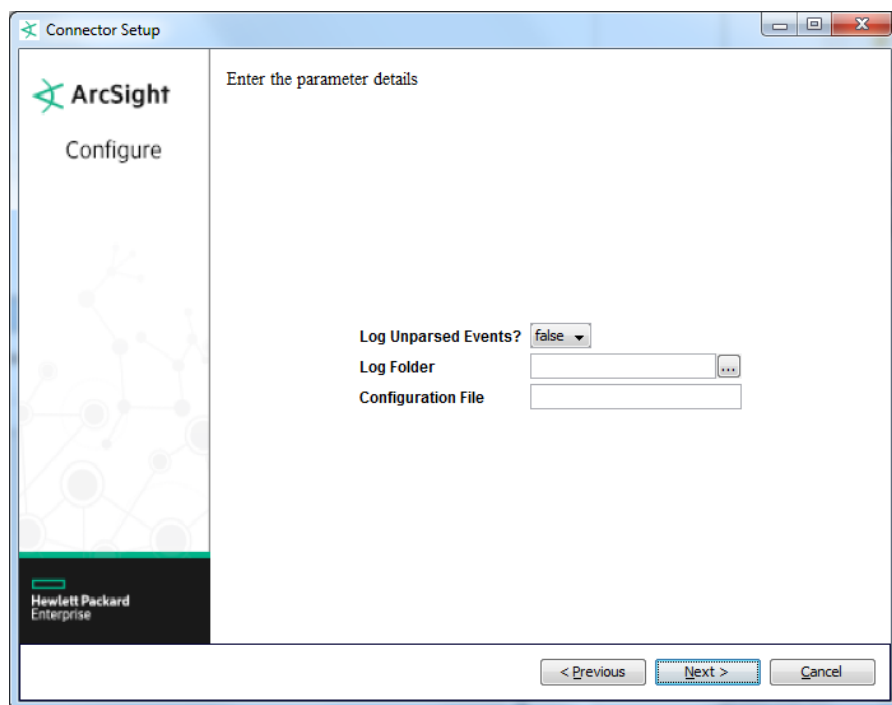 Connector Setup
ArcSight
Configure
Enter the parameter details
Log Unparsed Events? false
Log Folder ...
Configuration File
Hewlett Packard
Enterprise
< Previous Next > Cancel